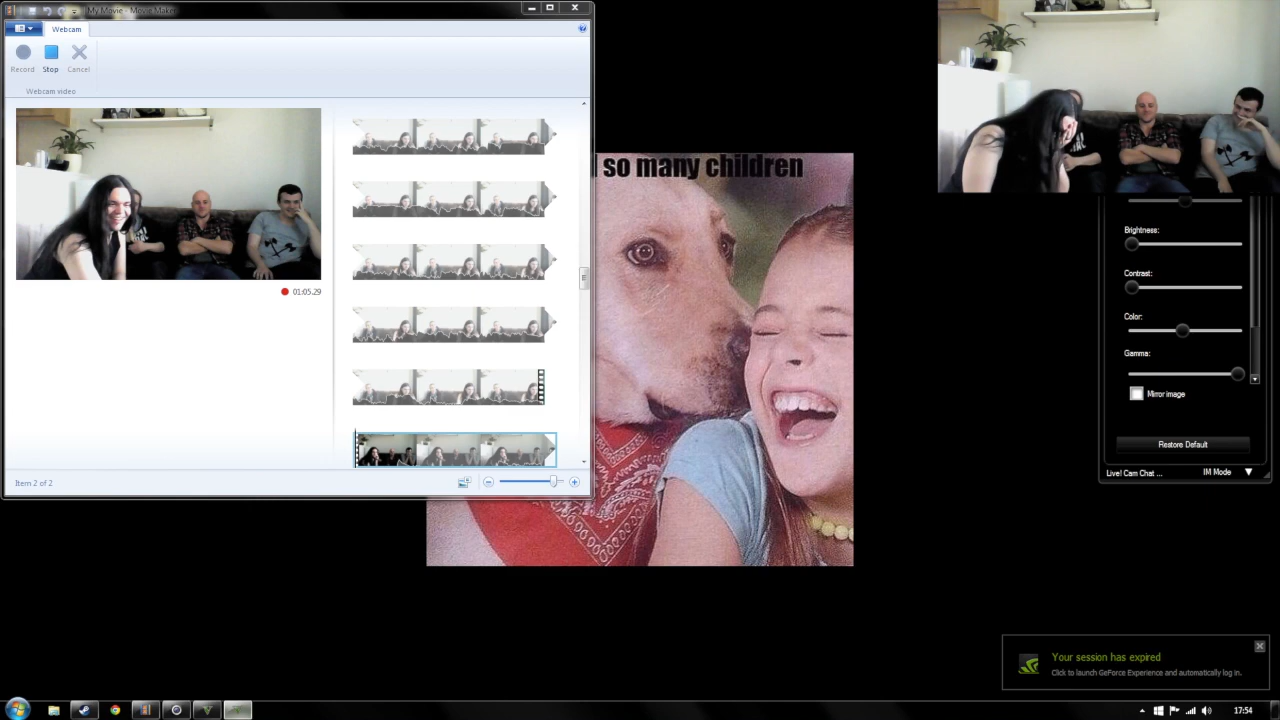 My Movie - Movie Maker
Webcam
Record
Stop
Cancel
Webcam video
01:05.29
Item 2 of 2
so many children
Brightness:
Contrast:
Color:
Gamma:
Mirror image
Restore Default
Live! Cam Chat ...
IM Mode
Your session has expired
Click to launch GeForce Experience and automatically log in.
17:54